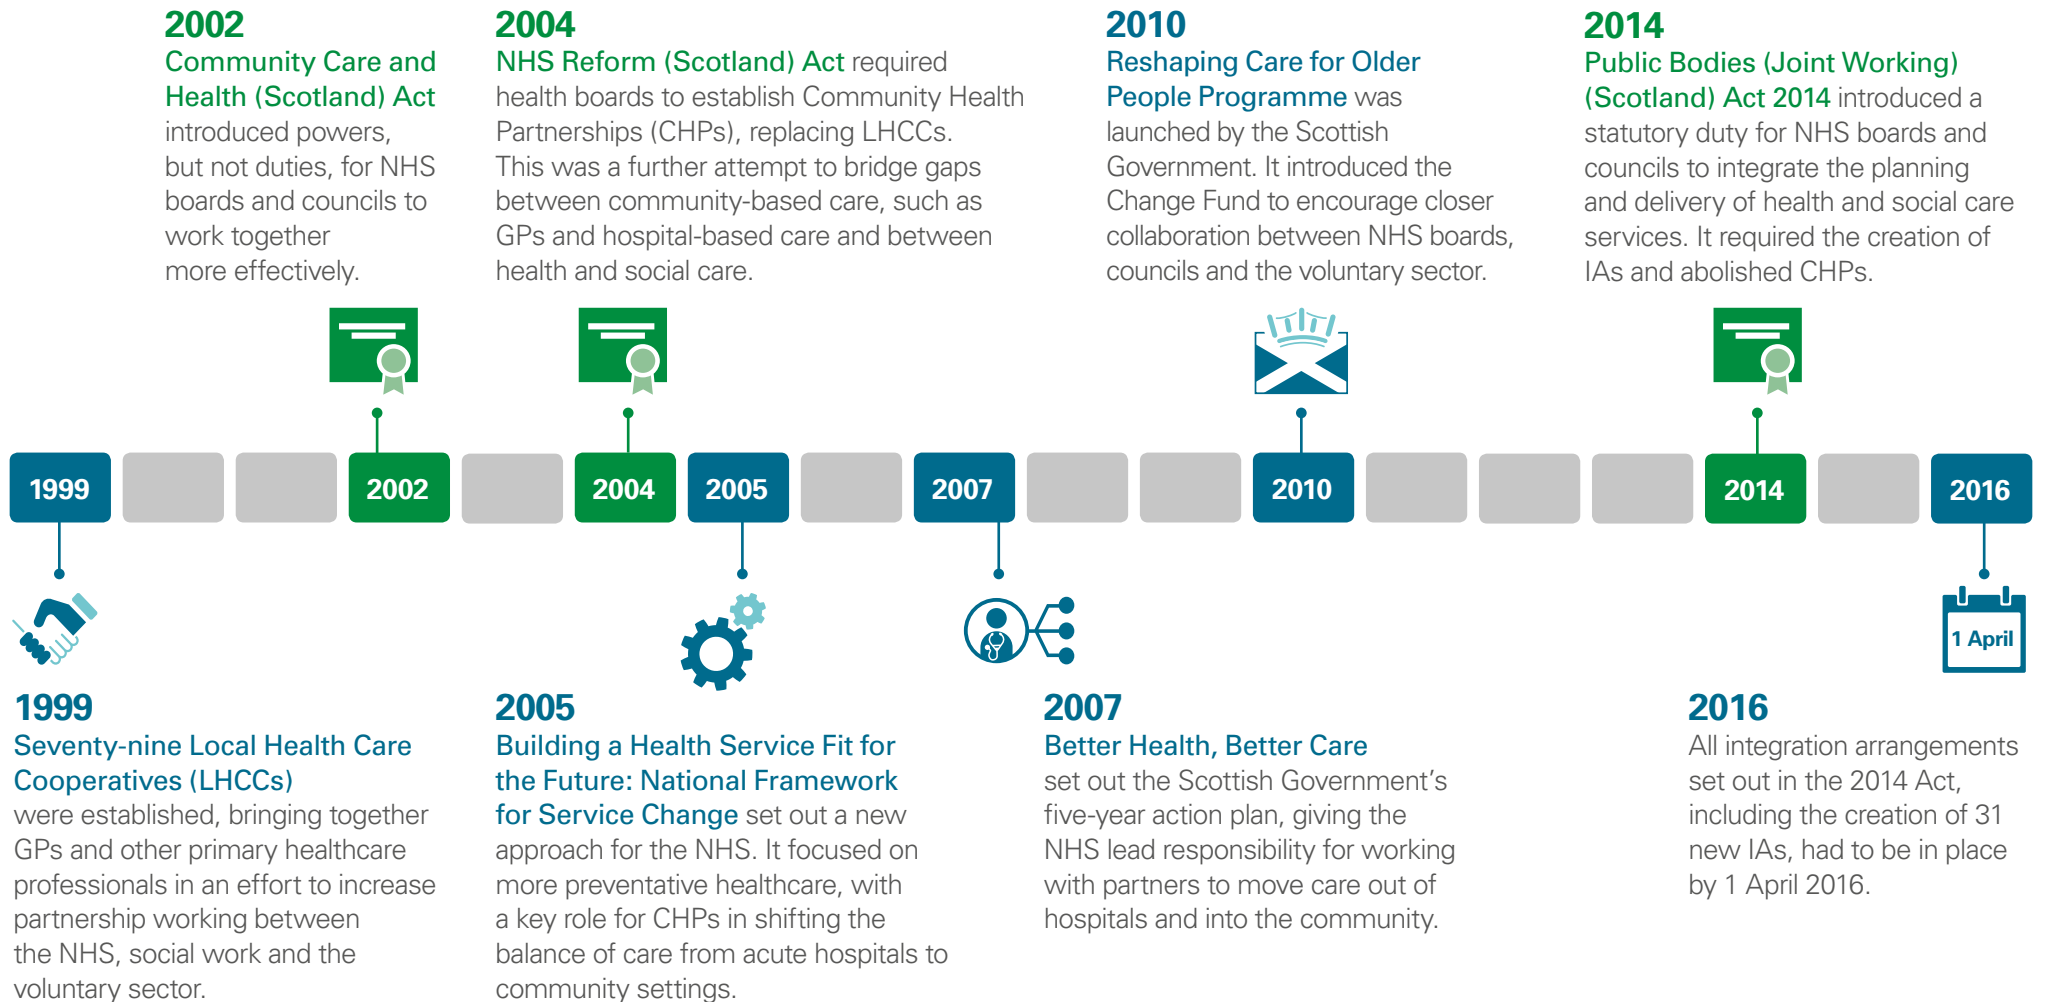 2002
Community Care and
Health (Scotland) Act
introduced powers,
but not duties, for NHS
boards and councils to
work together
more effectively.
2004
NHS Reform (Scotland) Act required
health boards to establish Community Health
Partnerships (CHPs), replacing LHCCs.
This was a further attempt to bridge gaps
between community-based care, such as
GPs and hospital-based care and between
health and social care.
2010
Reshaping Care for Older
People Programme was
launched by the Scottish
Government. It introduced the
Change Fund to encourage closer
collaboration between NHS boards,
councils and the voluntary sector.
2014
Public Bodies (Joint Working)
(Scotland) Act 2014 introduced a
statutory duty for NHS boards and
councils to integrate the planning
and delivery of health and social care
services. It required the creation of
IAs and abolished CHPs.
1999
2002
2004
2005
2007
2010
2014
2016
1 April
1999
Seventy-nine Local Health Care
Cooperatives (LHCCs)
were established, bringing together
GPs and other primary healthcare
professionals in an effort to increase
partnership working between
the NHS, social work and the
voluntary sector.
2005
Building a Health Service Fit for
the Future: National Framework
for Service Change set out a new
approach for the NHS. It focused on
more preventative healthcare, with
a key role for CHPs in shifting the
balance of care from acute hospitals to
community settings.
2007
Better Health, Better Care
set out the Scottish Government's
five-year action plan, giving the
NHS lead responsibility for working
with partners to move care out of
hospitals and into the community.
2016
All integration arrangements
set out in the 2014 Act,
including the creation of 31
new IAs, had to be in place
by 1 April 2016.